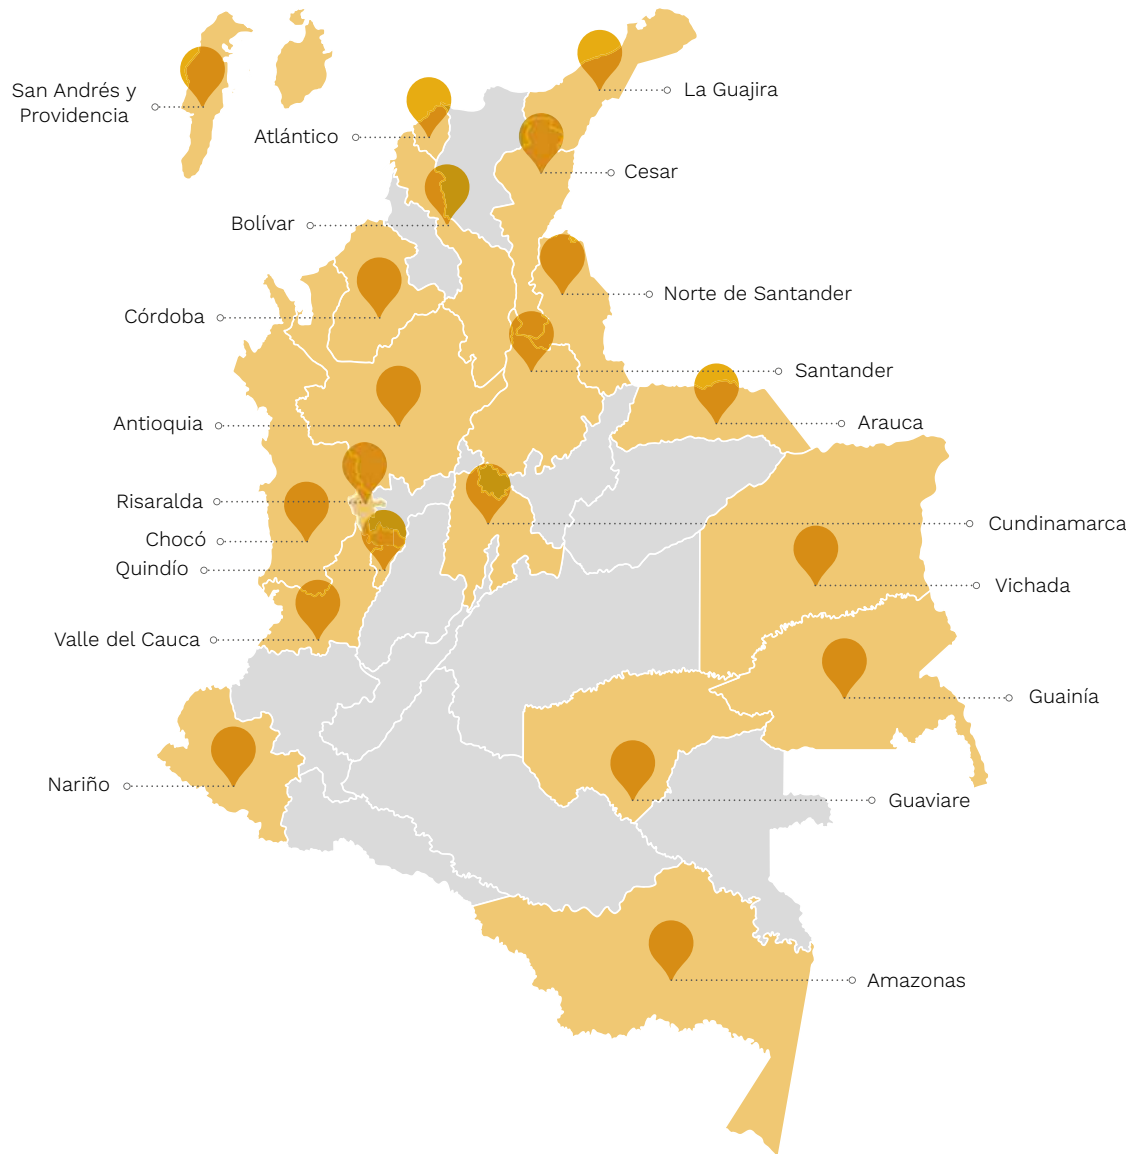 San Andrés y
Providencia
La Guajira
Atlántico
Cesar
Bolívar
Norte de Santander
Córdoba
Santander
Antioquia
Arauca
Risaralda
Cundinamarca
Chocó
Quindío
Vichada
Valle del Cauca
Guainía
Nariño
Guaviare
Amazonas